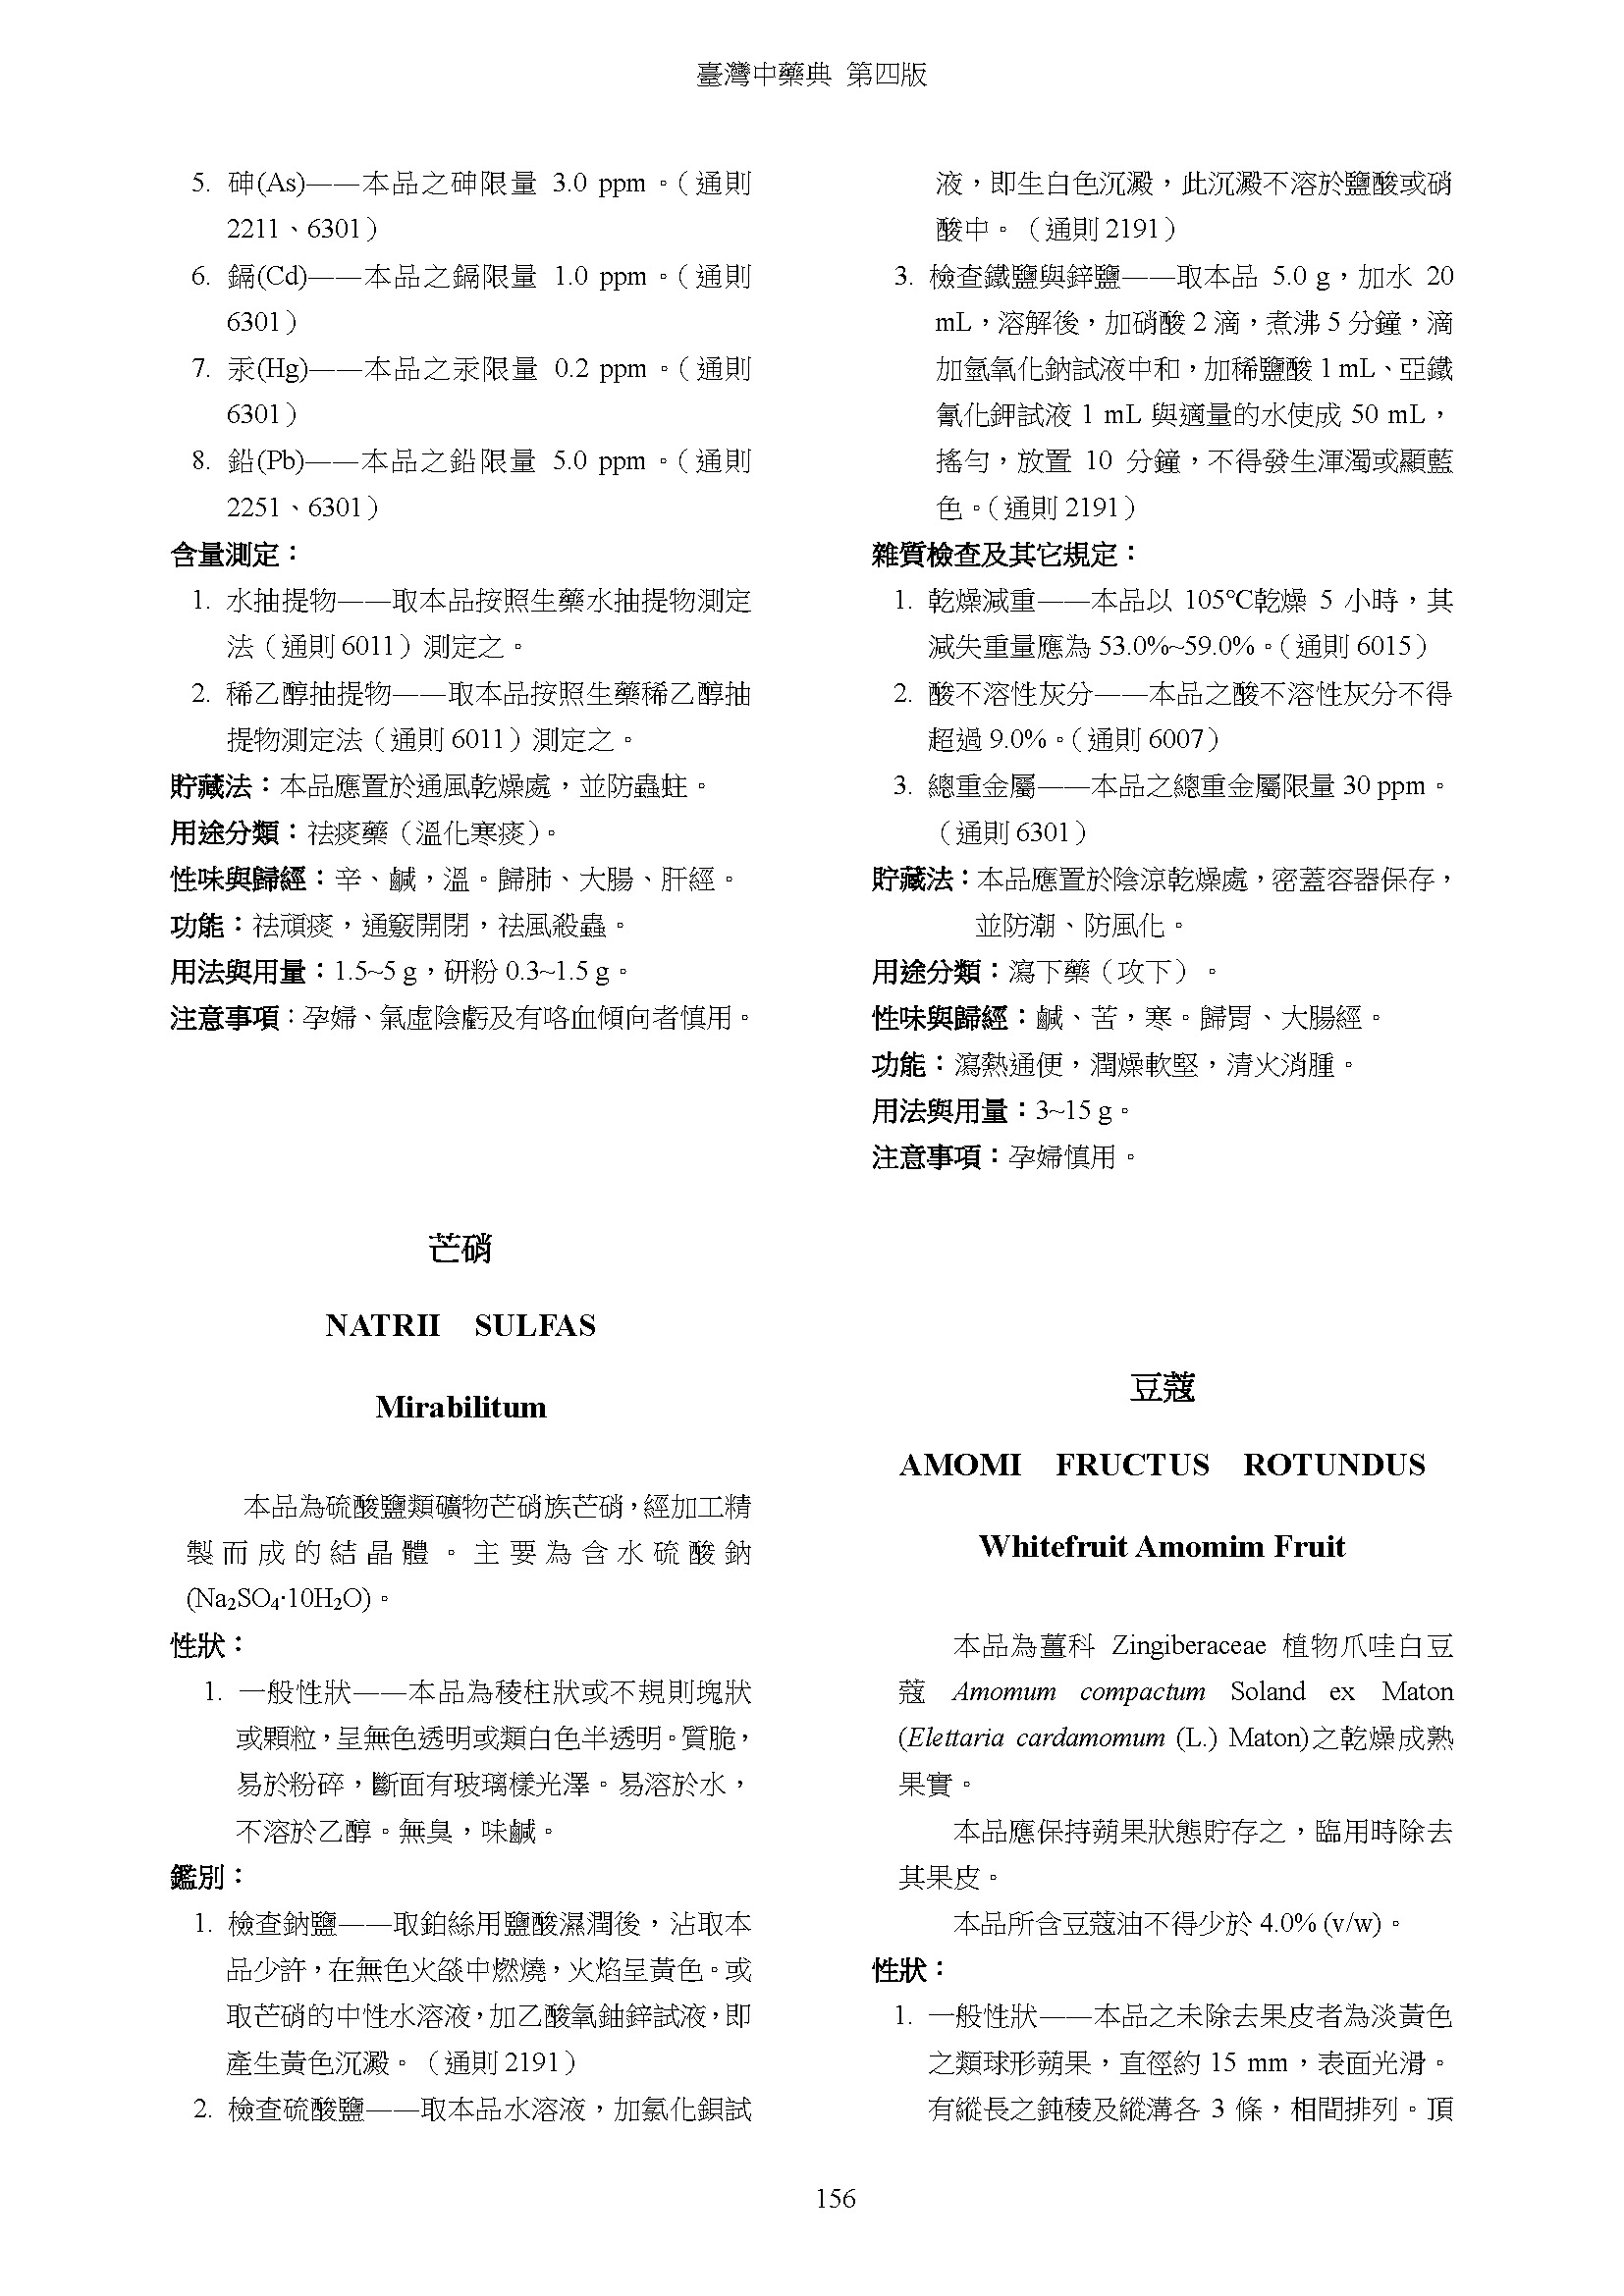 臺灣中藥典 第四版
5. 砷(As)——本品之砷限量 3.0 ppm。（通則
2211、6301）
6. 鎘(Cd)——本品之鎘限量 1.0 ppm。（通則
6301）
7. 汞(Hg)——本品之汞限量 0.2 ppm。（通則
6301）
8. 鉛(Pb)——本品之鉛限量 5.0 ppm。（通則
2251、6301）
含量測定：
1. 水抽提物——取本品按照生藥水抽提物測定
法（通則 6011）測定之。
2. 稀乙醇抽提物——取本品按照生藥稀乙醇抽
提物測定法（通則 6011）測定之。
貯藏法：本品應置於通風乾燥處，並防蟲蛀。
用途分類：祛痰藥（溫化寒痰）。
性味與歸經：辛、鹹，溫。歸肺、大腸、肝經。
功能：祛頑痰，通竅開閉，祛風殺蟲。
用法與用量：1.5~5 g，研粉 0.3~1.5 g。
注意事項：孕婦、氣虛陰虧及有咯血傾向者慎用。
芒硝
NATRII SULFAS
Mirabilitum
本品為硫酸鹽類礦物芒硝族芒硝，經加工精
製而成的結晶體。主要為含水硫酸鈉
(Na₂SO₄·10H₂O)。
性狀：
1. 一般性狀——本品為稜柱狀或不規則塊狀
或顆粒，呈無色透明或類白色半透明。質脆，
易於粉碎，斷面有玻璃樣光澤。易溶於水，
不溶於乙醇。無臭，味鹹。
鑑別：
1. 檢查鈉鹽——取鉑絲用鹽酸濕潤後，沾取本
品少許，在無色火燄中燃燒，火焰呈黃色。或
取芒硝的中性水溶液，加乙酸氧鈾鋅試液，即
產生黃色沉澱。（通則 2191）
2. 檢查硫酸鹽——取本品水溶液，加氯化鋇試
液，即生白色沉澱，此沉澱不溶於鹽酸或硝
酸中。（通則 2191）
3. 檢查鐵鹽與鋅鹽——取本品 5.0 g，加水 20
mL，溶解後，加硝酸 2 滴，煮沸 5 分鐘，滴
加氫氧化鈉試液中和，加稀鹽酸 1 mL、亞鐵
氰化鉀試液 1 mL 與適量的水使成 50 mL，
搖勻，放置 10 分鐘，不得發生渾濁或顯藍
色。（通則 2191）
雜質檢查及其它規定：
1. 乾燥減重——本品以 105℃乾燥 5 小時，其
減失重量應為 53.0%~59.0%。（通則 6015）
2. 酸不溶性灰分——本品之酸不溶性灰分不得
超過 9.0%。（通則 6007）
3. 總重金屬——本品之總重金屬限量 30 ppm。
（通則 6301）
貯藏法：本品應置於陰涼乾燥處，密蓋容器保存，
並防潮、防風化。
用途分類：瀉下藥（攻下）。
性味與歸經：鹹、苦，寒。歸胃、大腸經。
功能：瀉熱通便，潤燥軟堅，清火消腫。
用法與用量：3~15 g。
注意事項：孕婦慎用。
豆蔻
AMOMI FRUCTUS ROTUNDUS
Whitefruit Amomim Fruit
本品為薑科 Zingiberaceae 植物爪哇白豆
蔻 Amomum compactum Soland ex Maton
(Elettaria cardamomum (L.) Maton)之乾燥成熟
果實。
本品應保持蒴果狀態貯存之，臨用時除去
其果皮。
本品所含豆蔻油不得少於 4.0% (v/w)。
性狀：
1. 一般性狀——本品之未除去果皮者為淡黃色
之類球形蒴果，直徑約 15 mm，表面光滑。
有縱長之鈍稜及縱溝各 3 條，相間排列。頂
156